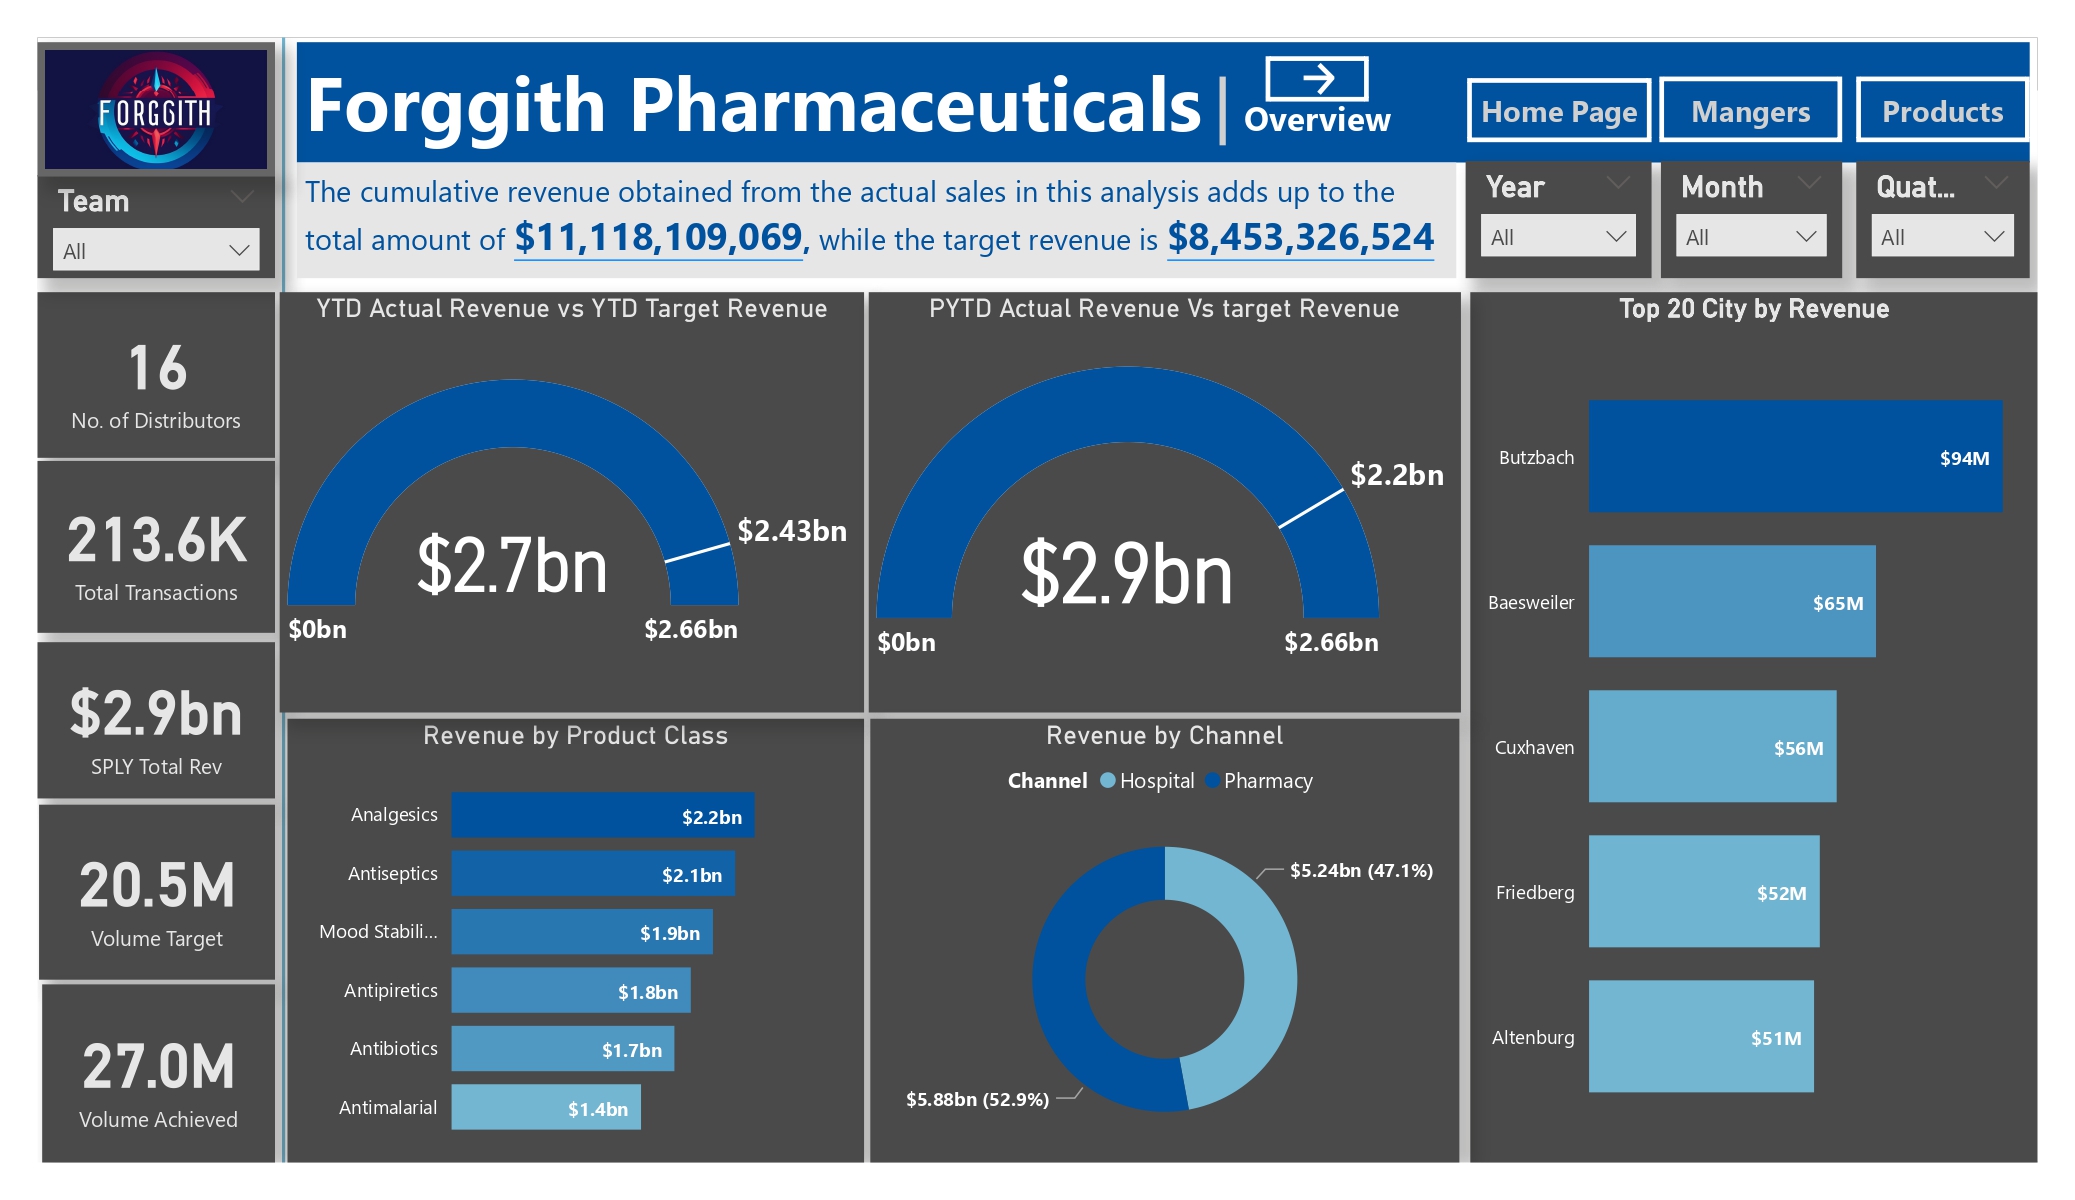 FORGGITH
Forggith Pharmaceuticals
Overview
Home Page
Mangers
Products
Team
All
The cumulative revenue obtained from the actual sales in this analysis adds up to the
total amount of $11,118,109,069, while the target revenue is $8,453,326,524
Year
All
Month
All
Quat...
All
16
No. of Distributors
213.6K
Total Transactions
$2.9bn
SPLY Total Rev
20.5M
Volume Target
27.0M
Volume Achieved
YTD Actual Revenue vs YTD Target Revenue
$2.43bn
$2.7bn
$0bn
$2.66bn
PYTD Actual Revenue Vs target Revenue
$2.2bn
$2.9bn
$0bn
$2.66bn
Revenue by Product Class
Analgesics $2.2bn
Antiseptics $2.1bn
Mood Stabili... $1.9bn
Antipiretics $1.8bn
Antibiotics $1.7bn
Antimalarial $1.4bn
Revenue by Channel
Channel Hospital Pharmacy
$5.24bn (47.1%)
$5.88bn (52.9%)
Top 20 City by Revenue
Butzbach $94M
Baesweiler $65M
Cuxhaven $56M
Friedberg $52M
Altenburg $51M